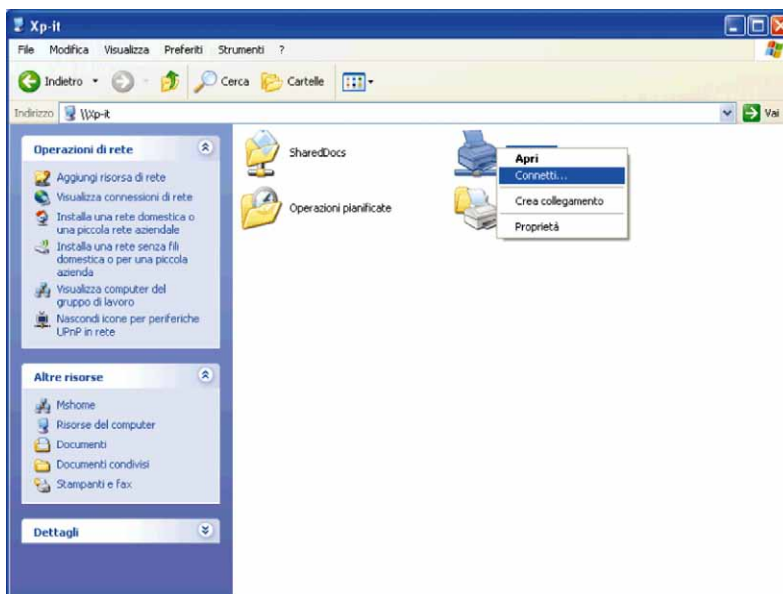 Xp-it
File Modifica Visualizza Preferiti Strumenti ?
Indietro Cerca Cartelle
Indirizzo \\Xp-it Vai
Operazioni di rete
Aggiungi risorsa di rete
Visualizza connessioni di rete
Installa una rete domestica o
una piccola rete aziendale
Installa una rete senza fili
domestica o per una piccola
azienda
Visualizza computer del
gruppo di lavoro
Nascondi icone per periferiche
UPnP in rete
Altre risorse
Mshome
Risorse del computer
Documenti
Documenti condivisi
Stampanti e fax
Dettagli
SharedDocs
Operazioni pianificate
Apri
Connetti...
Crea collegamento
Proprietà